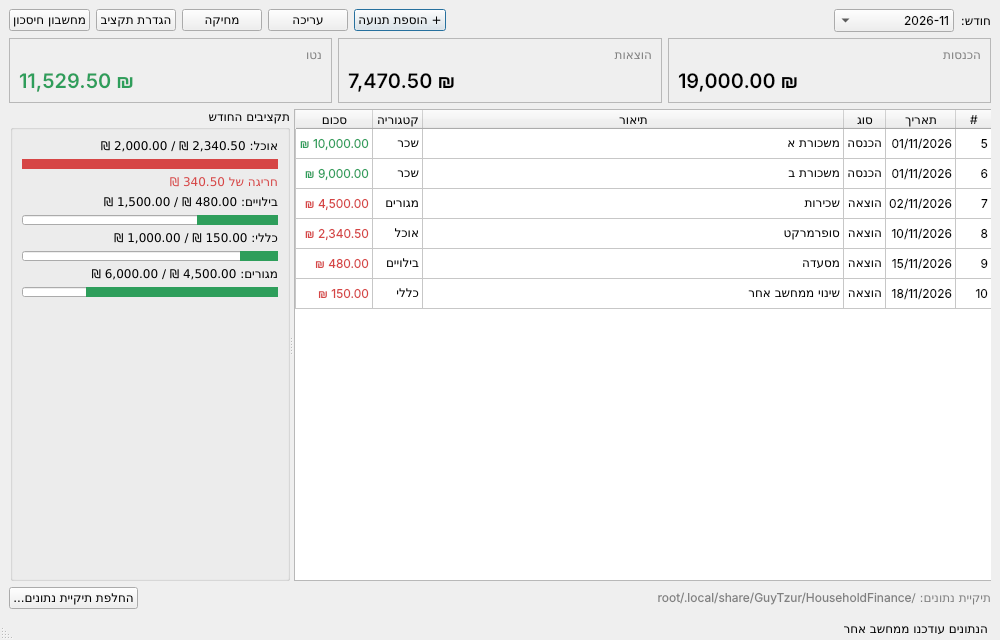 חודש: 2026-11 + הוספת תנועה עריכה מחיקה הגדרת תקציב מחשבון חיסכון
הכנסות הוצאות נטו
19,000.00 ₪ 7,470.50 ₪ 11,529.50 ₪
# תאריך סוג תיאור קטגוריה סכום
5 01/11/2026 הכנסה משכורת א שכר 10,000.00 ₪
6 01/11/2026 הכנסה משכורת ב שכר 9,000.00 ₪
7 02/11/2026 הוצאה שכירות מגורים 4,500.00 ₪
8 10/11/2026 הוצאה סופרמרקט אוכל 2,340.50 ₪
9 15/11/2026 הוצאה מסעדה בילויים 480.00 ₪
10 18/11/2026 הוצאה שינוי ממחשב אחר כללי 150.00 ₪
תקציבים החודש
אוכל: 2,340.50 ₪ / 2,000.00 ₪
חריגה של 340.50 ₪
בילויים: 480.00 ₪ / 1,500.00 ₪
כללי: 150.00 ₪ / 1,000.00 ₪
מגורים: 4,500.00 ₪ / 6,000.00 ₪
תיקיית נתונים: /root/.local/share/GuyTzur/HouseholdFinance החלפת תיקיית נתונים...
הנתונים עודכנו ממחשב אחר